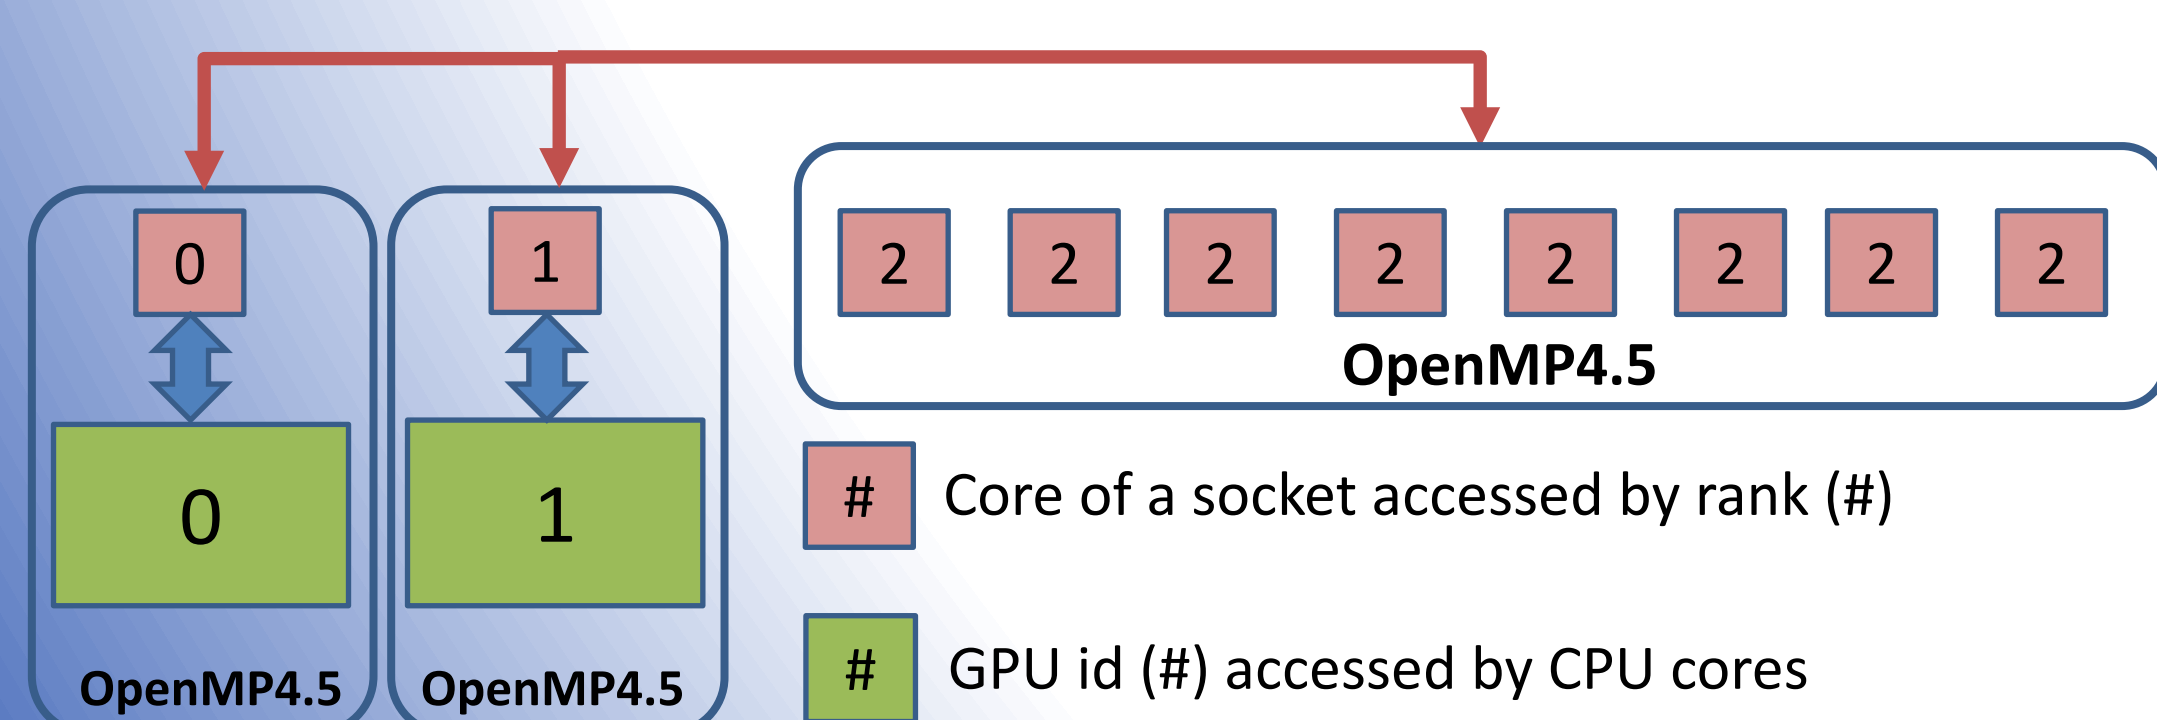 0
1
2 2 2 2 2 2 2 2
OpenMP4.5
0
1
# Core of a socket accessed by rank (#)
# GPU id (#) accessed by CPU cores
OpenMP4.5
OpenMP4.5